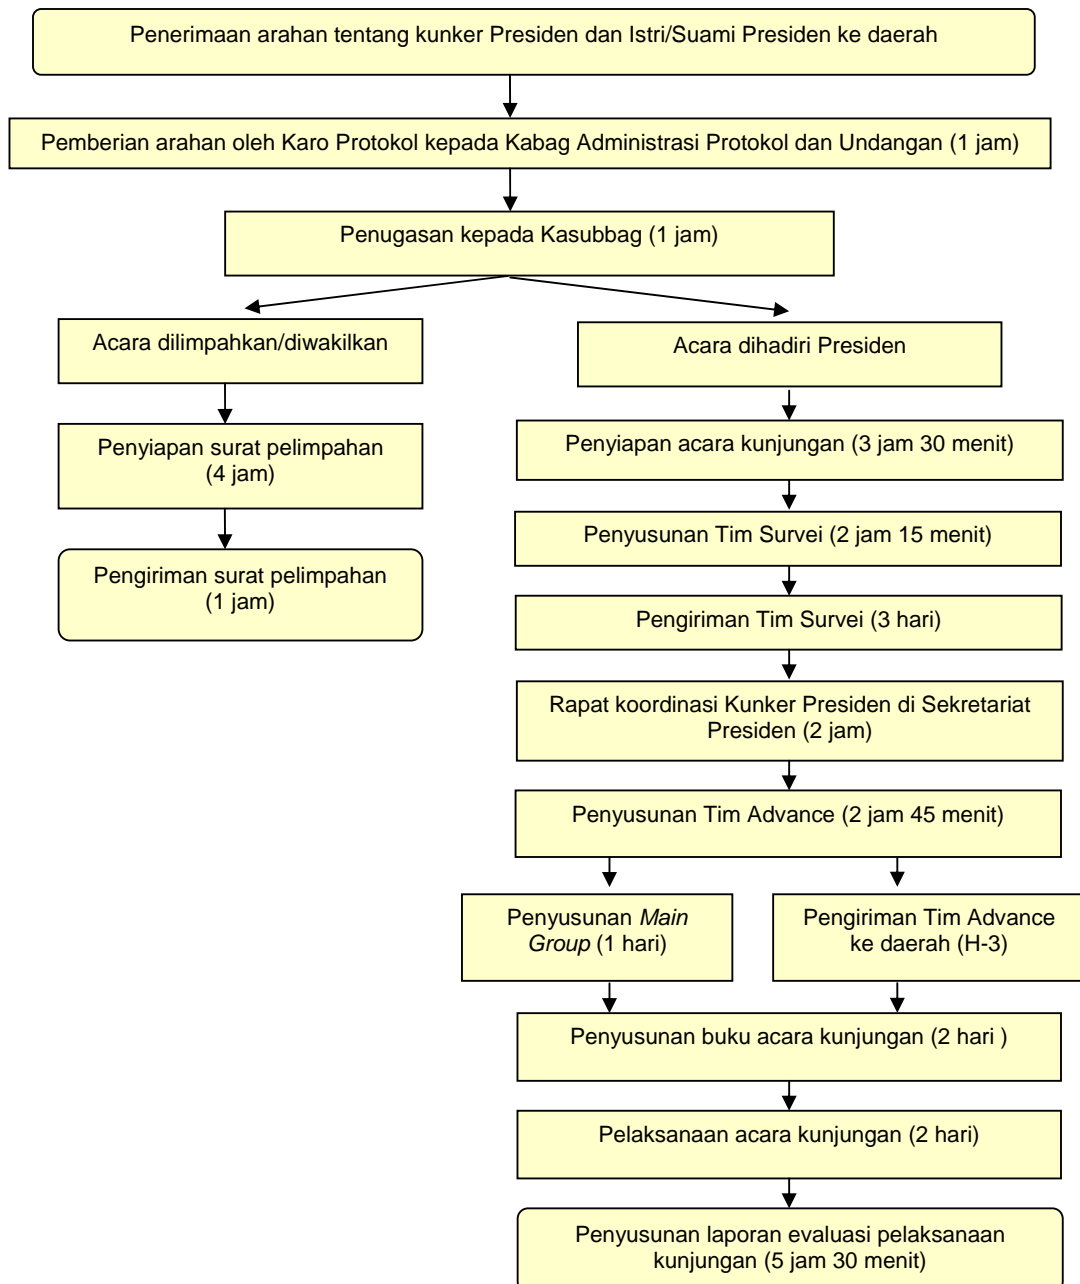 Penerimaan arahan tentang kunker Presiden dan Istri/Suami Presiden ke daerah
Pemberian arahan oleh Karo Protokol kepada Kabag Administrasi Protokol dan Undangan (1 jam)
Penugasan kepada Kasubbag (1 jam)
Acara dilimpahkan/diwakilkan
Penyiapan surat pelimpahan
(4 jam)
Pengiriman surat pelimpahan
(1 jam)
Acara dihadiri Presiden
Penyiapan acara kunjungan (3 jam 30 menit)
Penyusunan Tim Survei (2 jam 15 menit)
Pengiriman Tim Survei (3 hari)
Rapat koordinasi Kunker Presiden di Sekretariat
Presiden (2 jam)
Penyusunan Tim Advance (2 jam 45 menit)
Penyusunan Main
Group (1 hari)
Pengiriman Tim Advance
ke daerah (H-3)
Penyusunan buku acara kunjungan (2 hari )
Pelaksanaan acara kunjungan (2 hari)
Penyusunan laporan evaluasi pelaksanaan
kunjungan (5 jam 30 menit)